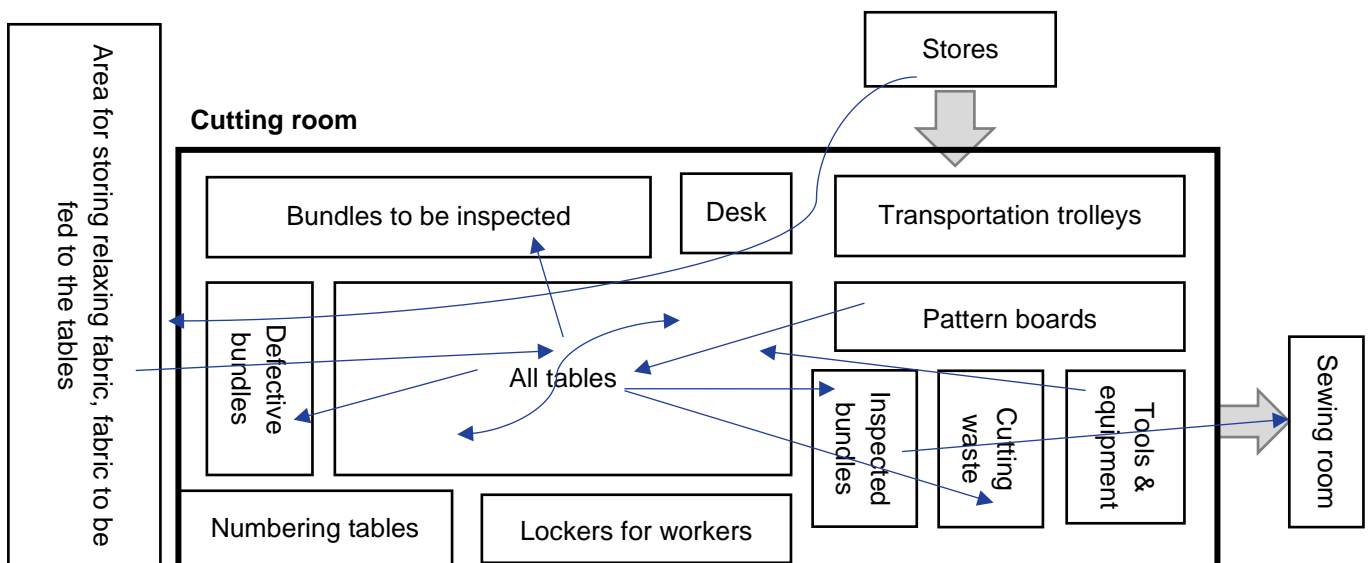 Area for storing relaxing fabric, fabric to be
fed to the tables
Stores
Cutting room
Bundles to be inspected
Desk
Transportation trolleys
Defective
bundles
All tables
Pattern boards
Inspected
bundles
Cutting
waste
Tools &
equipment
Sewing room
Numbering tables
Lockers for workers